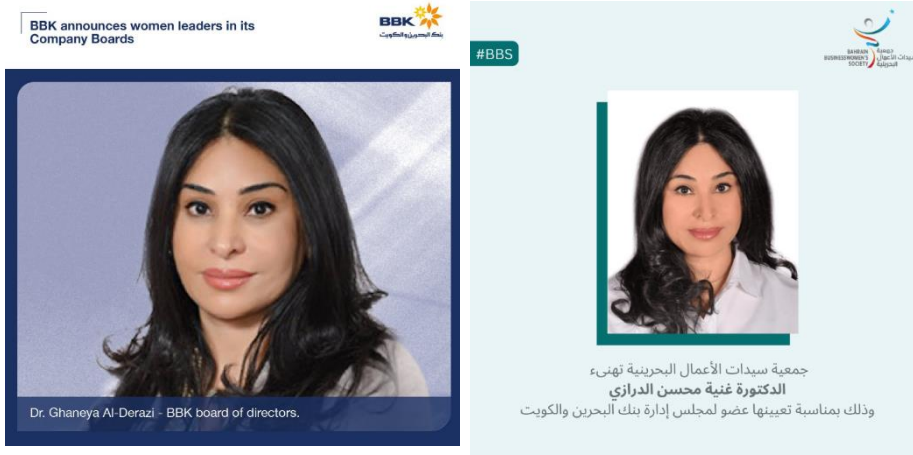 BBK announces women leaders in its
Company Boards
BBK
بنك البحرين والكويت
Dr. Ghaneya Al-Derazi - BBK board of directors.
#BBS
BAHRAIN
BUSINESSWOMEN'S
SOCIETY
جمعية
سيدات الأعمال
البحرينية
جمعية سيدات الأعمال البحرينية تهنىء
الدكتورة غنية محسن الدرازي
وذلك بمناسبة تعيينها عضو لمجلس إدارة بنك البحرين والكويت